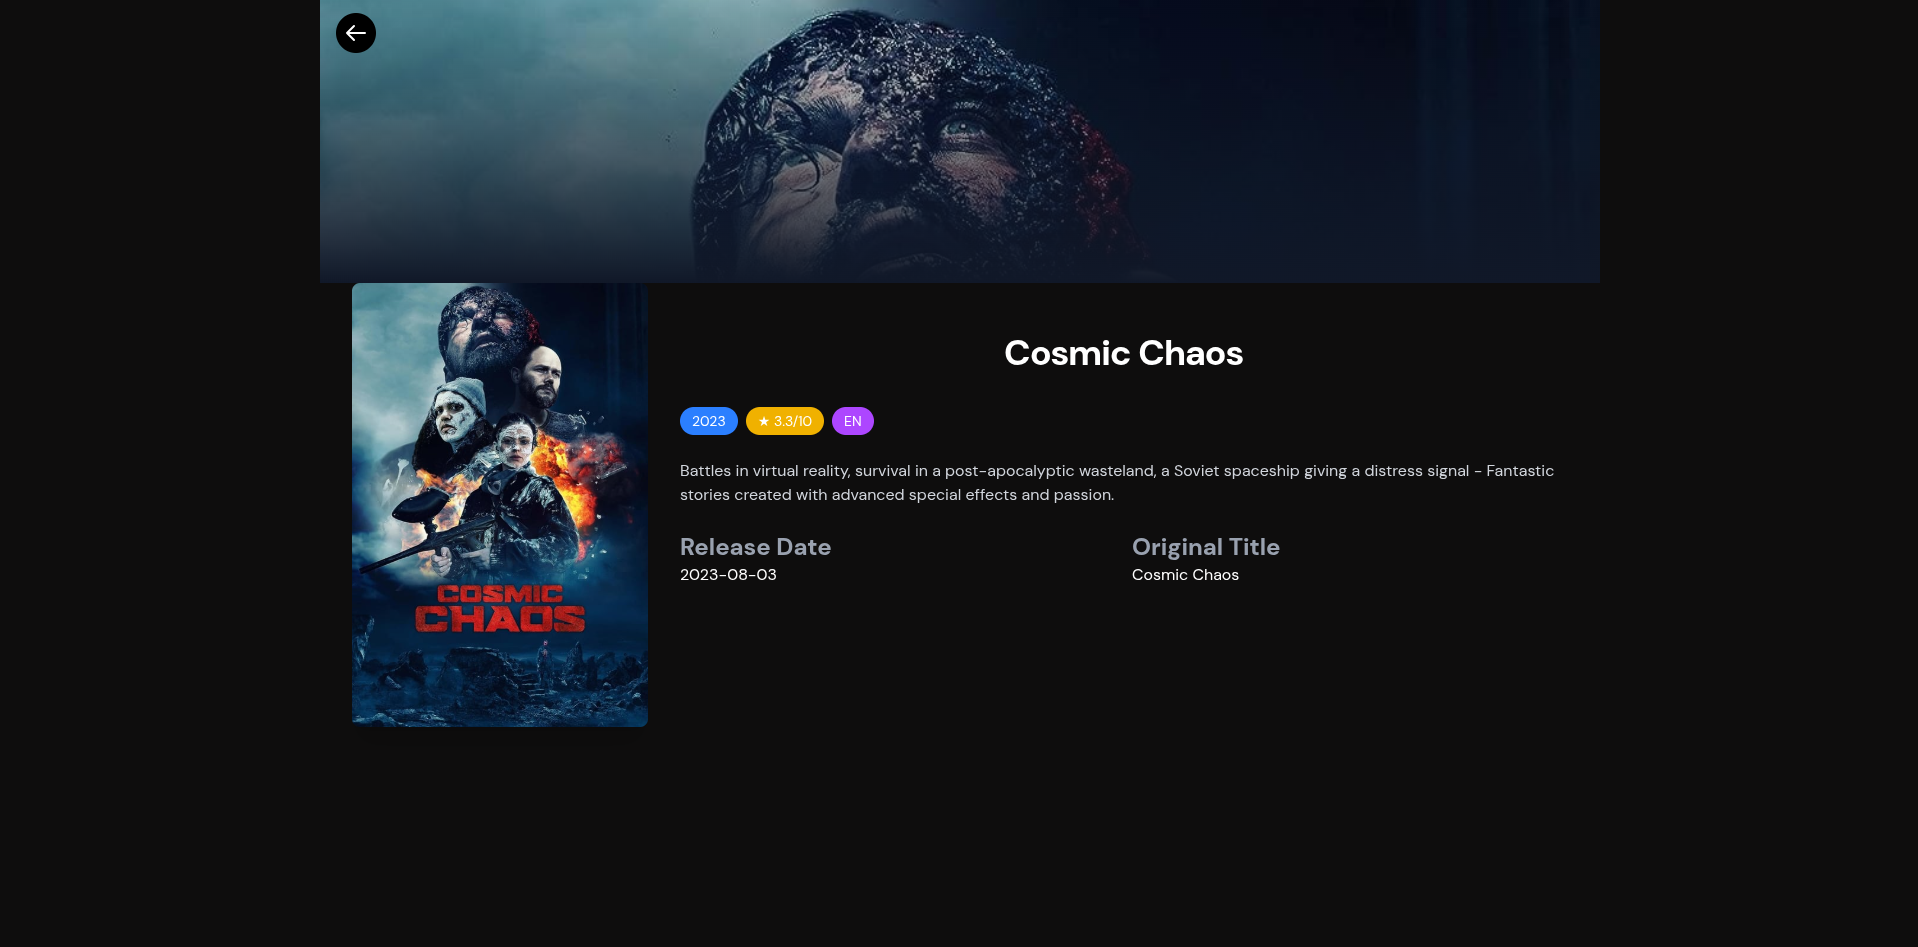 Cosmic Chaos
2023
★ 3.3/10
EN
Battles in virtual reality, survival in a post-apocalyptic wasteland, a Soviet spaceship giving a distress signal - Fantastic
stories created with advanced special effects and passion.
Release Date
2023-08-03
Original Title
Cosmic Chaos
COSMIC
CHAOS